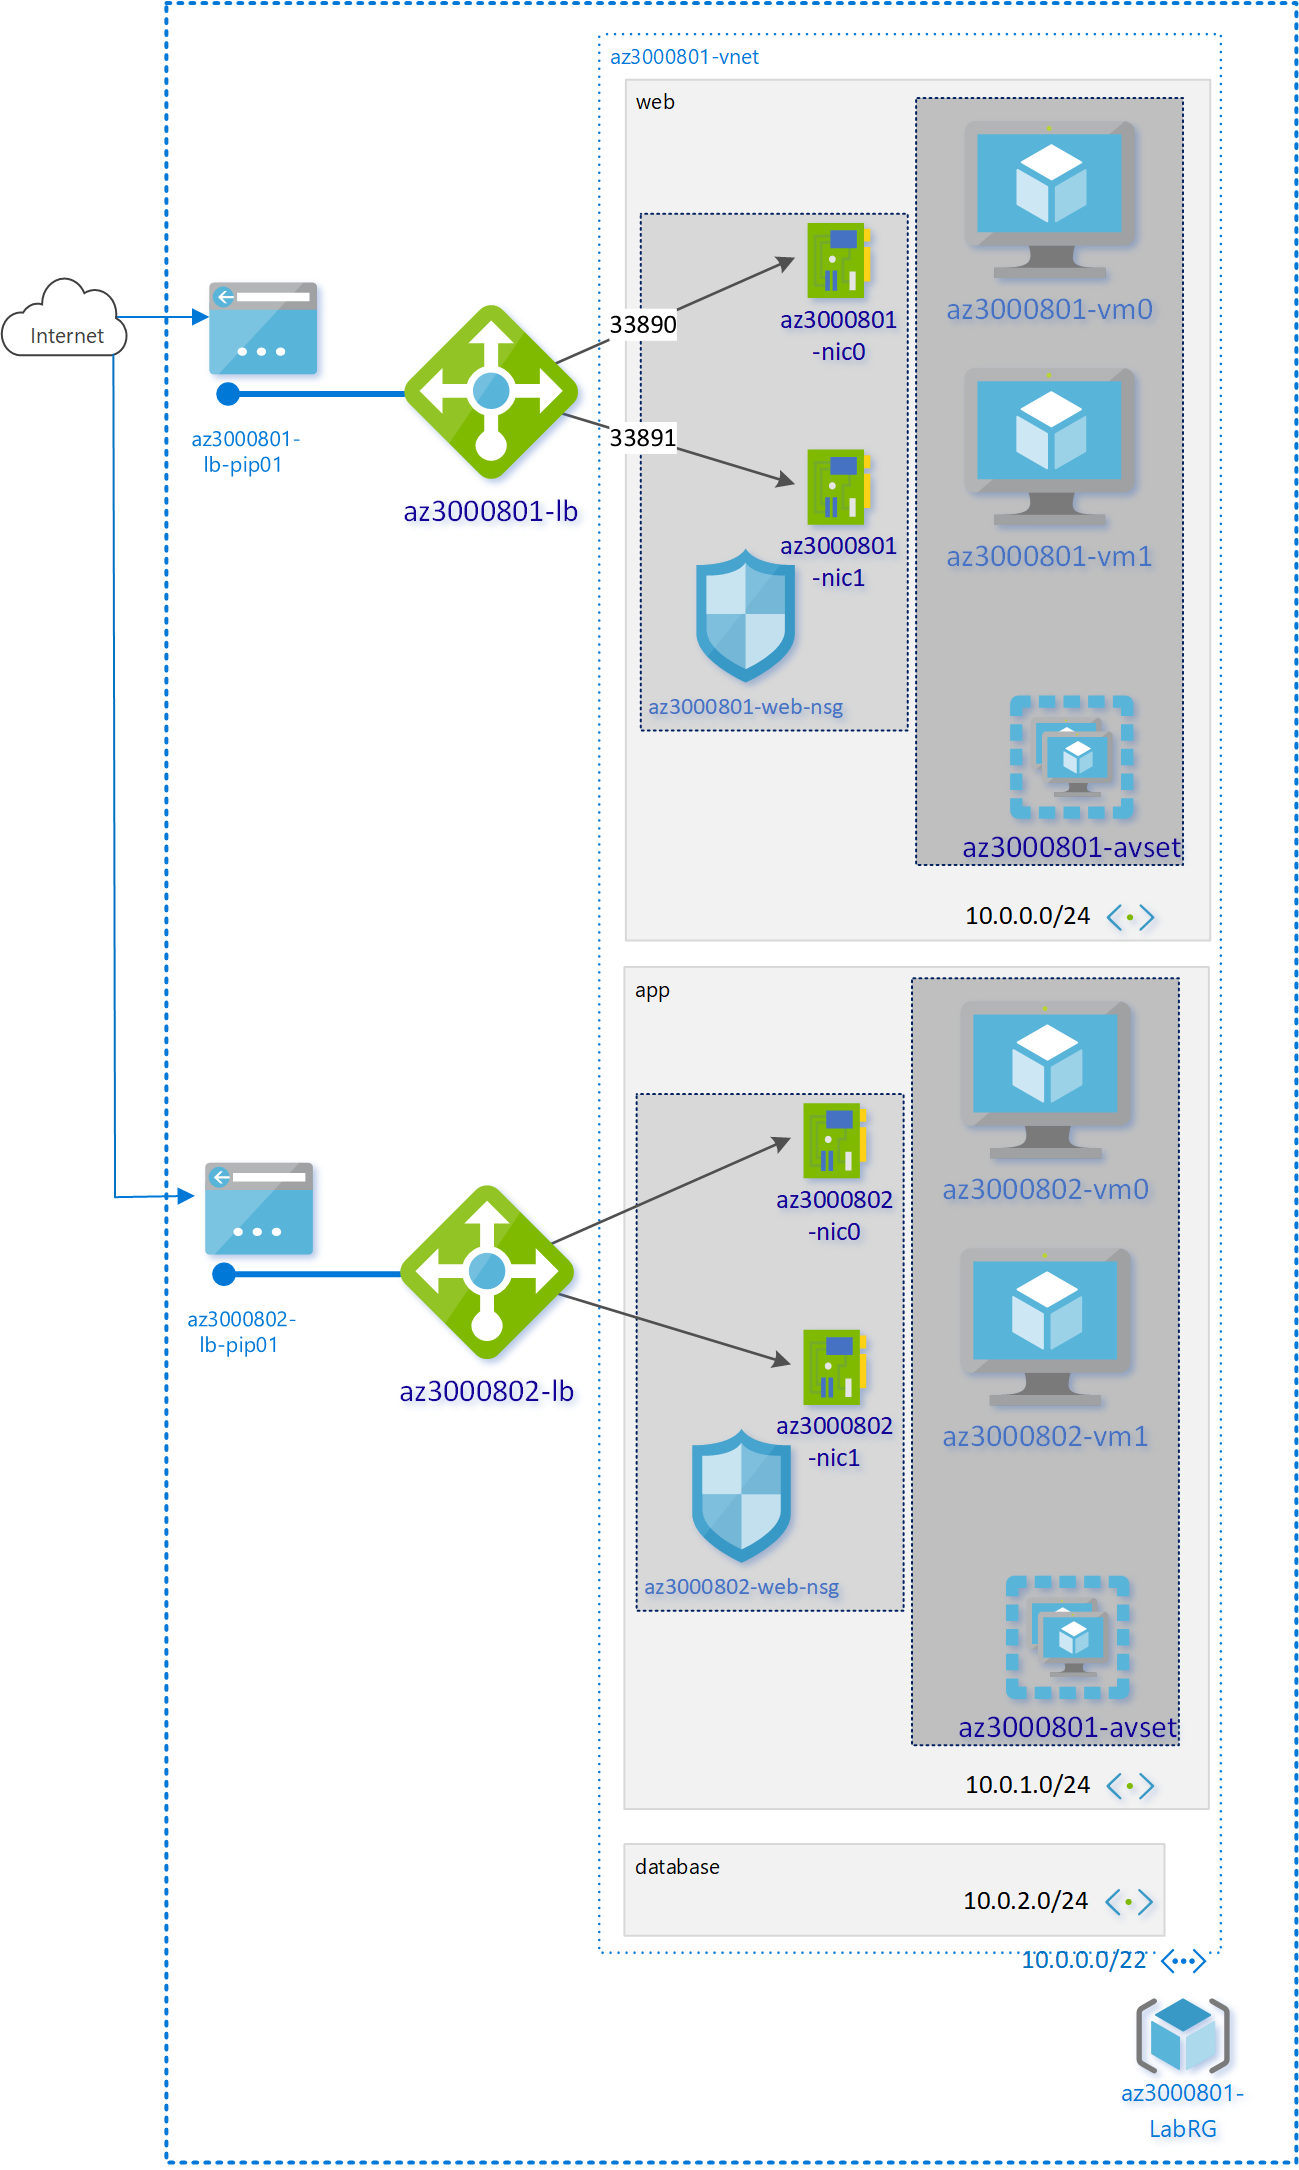 az3000801-vnet
web
az3000801-vm0
Internet
33890
az3000801
-nic0
az3000801-
lb-pip01
33891
az3000801-lb
az3000801
-nic1
az3000801-vm1
az3000801-web-nsg
az3000801-avset
10.0.0.0/24
app
az3000802-vm0
az3000802
-nic0
az3000802-
lb-pip01
az3000802-lb
az3000802
-nic1
az3000802-vm1
az3000802-web-nsg
az3000801-avset
10.0.1.0/24
database
10.0.2.0/24
10.0.0.0/22
az3000801-
LabRG